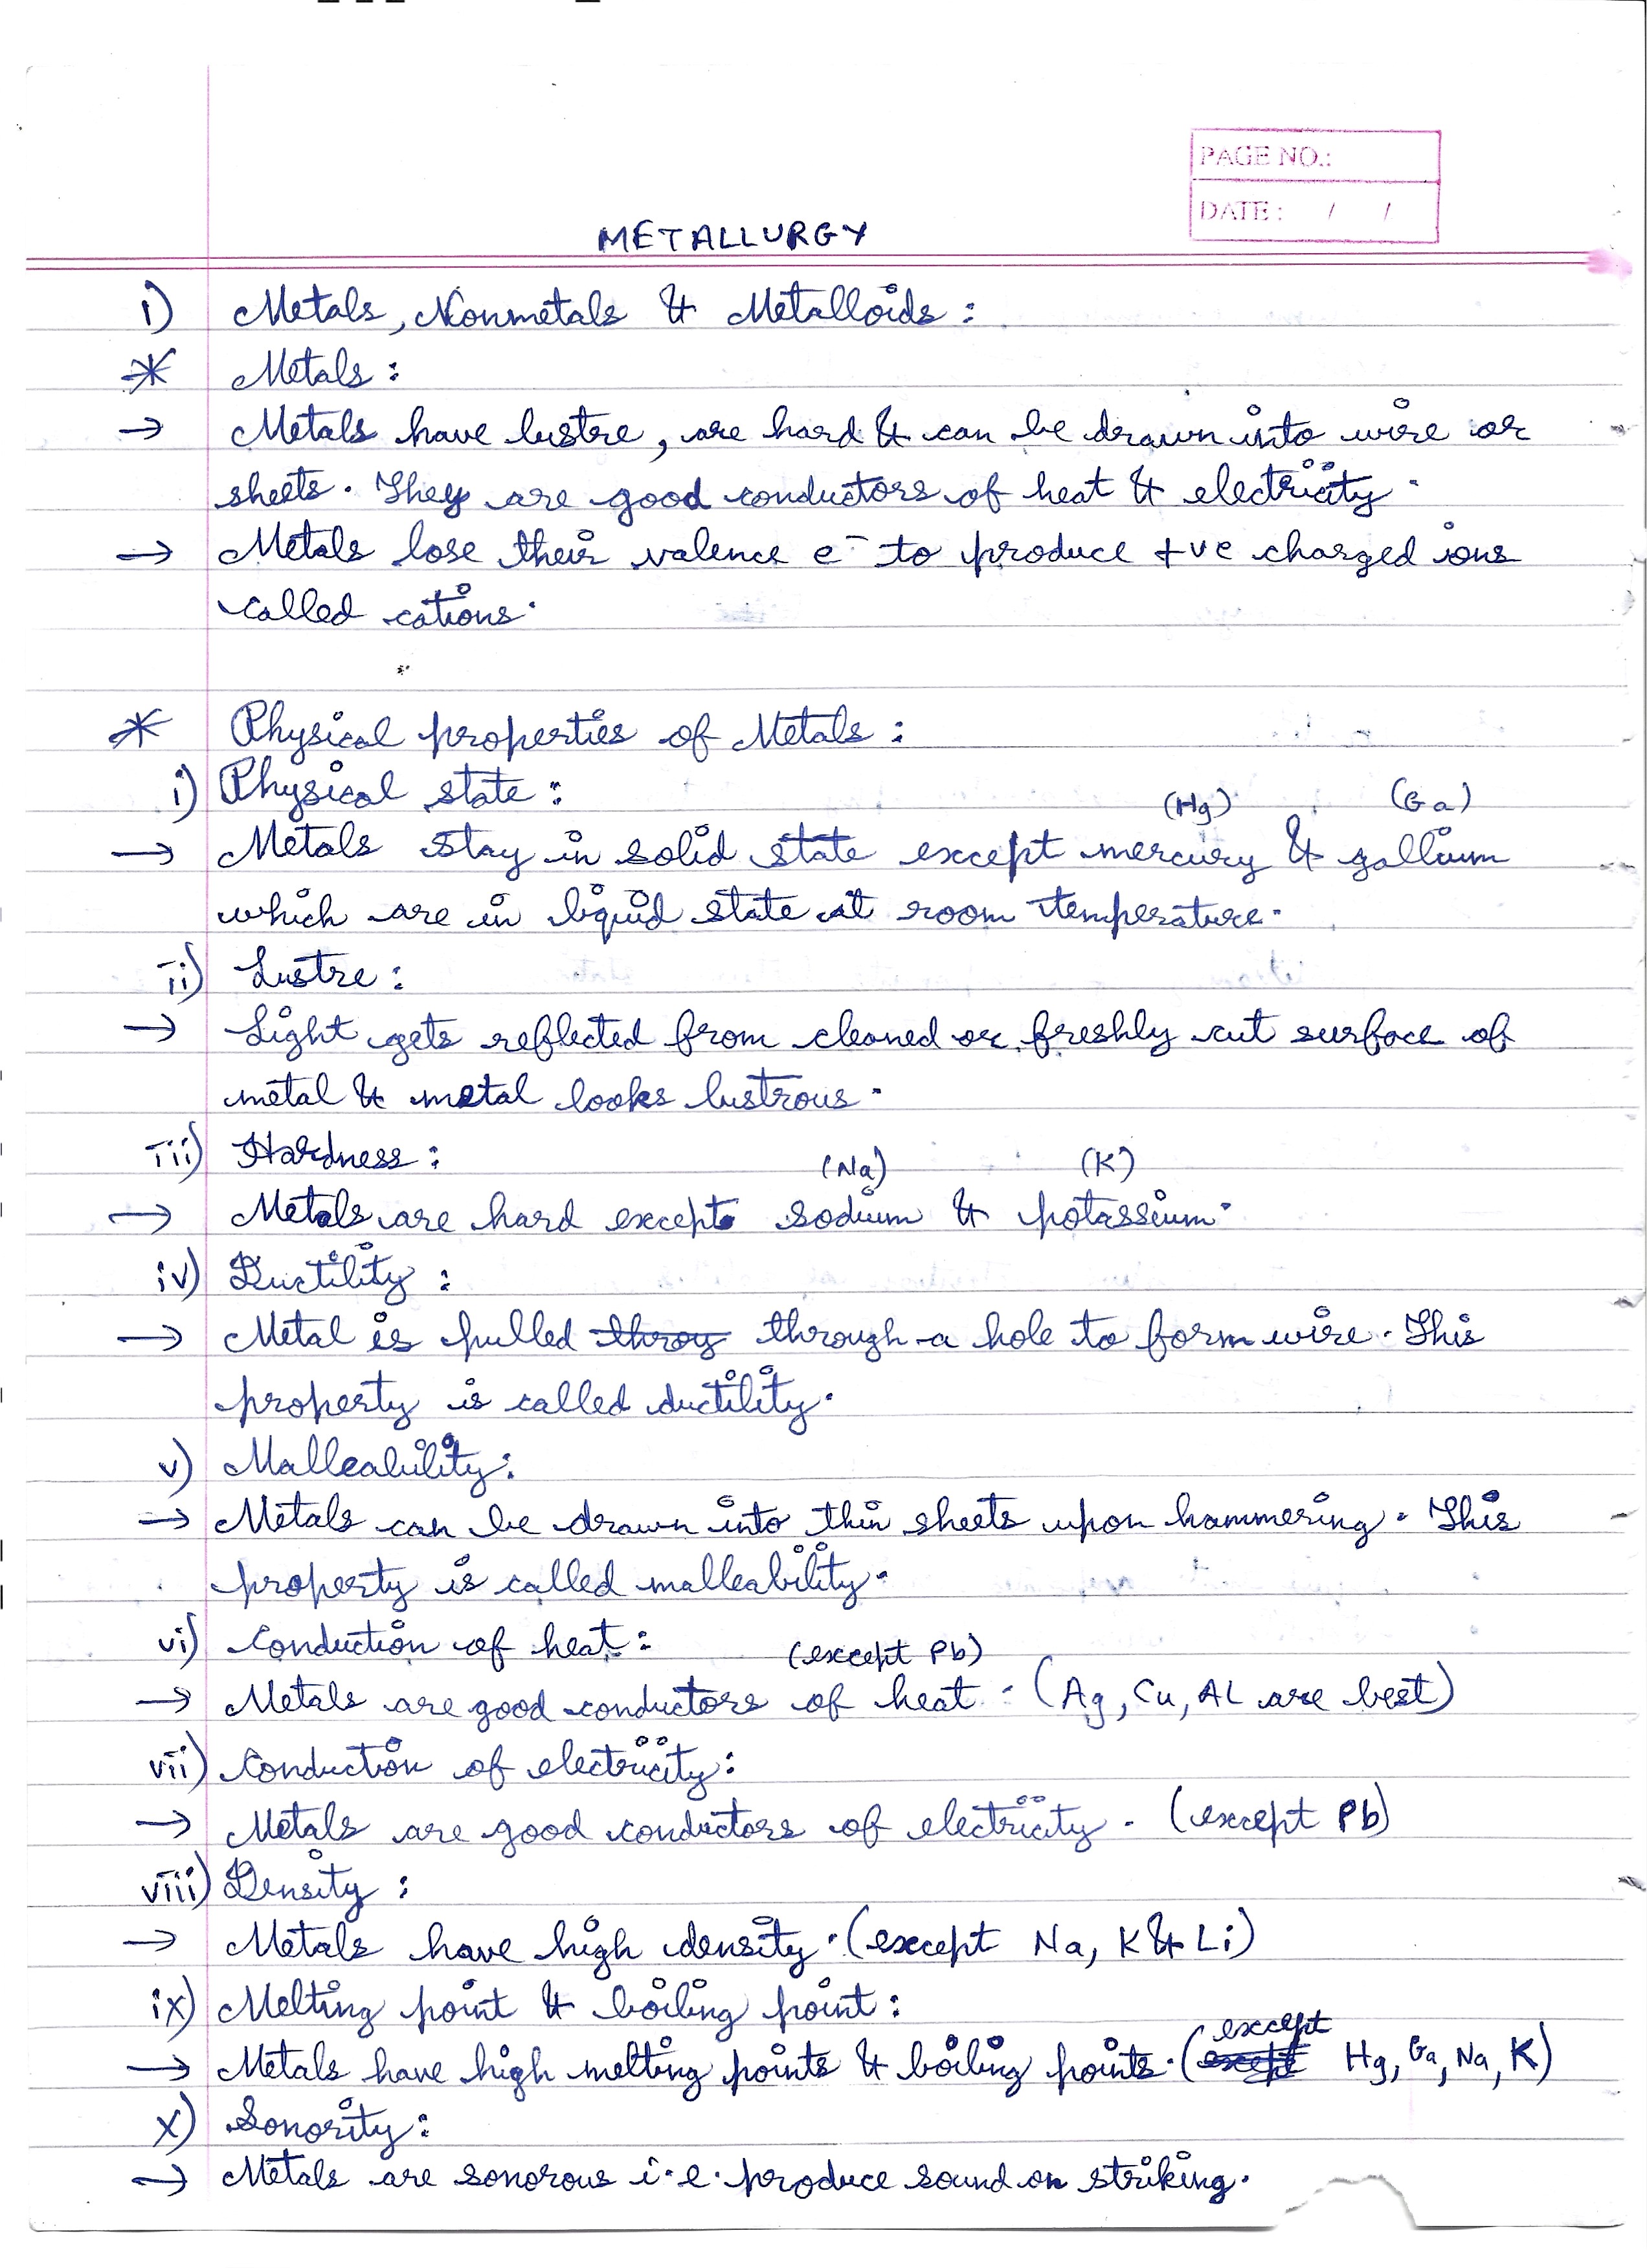 PAGE NO.:
DATE: / /
METALLURGY
1) Metals, Nonmetals & Metalloids:
* Metals:
→ Metals have lustre, are hard & can be drawn into wire or
sheets. They are good conductors of heat & electricity.
→ Metals lose their valence e⁻ to produce +ve charged ions
called cations.
* Physical properties of Metals:
i) Physical state:
(Hg) (Ga)
→ Metals stay in solid state except mercury & gallium
which are in liquid state at room temperature.
ii) Lustre:
→ Light gets reflected from cleaned or freshly cut surface of
metal & metal looks lustrous.
iii) Hardness:
(Na) (K)
→ Metals are hard except sodium & potassium.
iv) Ductility:
→ Metal is pulled throug through a hole to form wire. This
property is called ductility.
v) Malleability:
→ Metals can be drawn into thin sheets upon hammering. This
property is called malleability.
vi) Conduction of heat:
(except Pb)
→ Metals are good conductors of heat. (Ag, Cu, Al are best)
vii) Conduction of electricity:
→ Metals are good conductors of electricity. (except Pb)
viii) Density:
→ Metals have high density. (except Na, K & Li)
ix) Melting point & boiling point:
→ Metals have high melting points & boiling points. (except Hg, Ga, Na, K)
x) Sonority:
→ Metals are sonorous i.e. produce sound on striking.